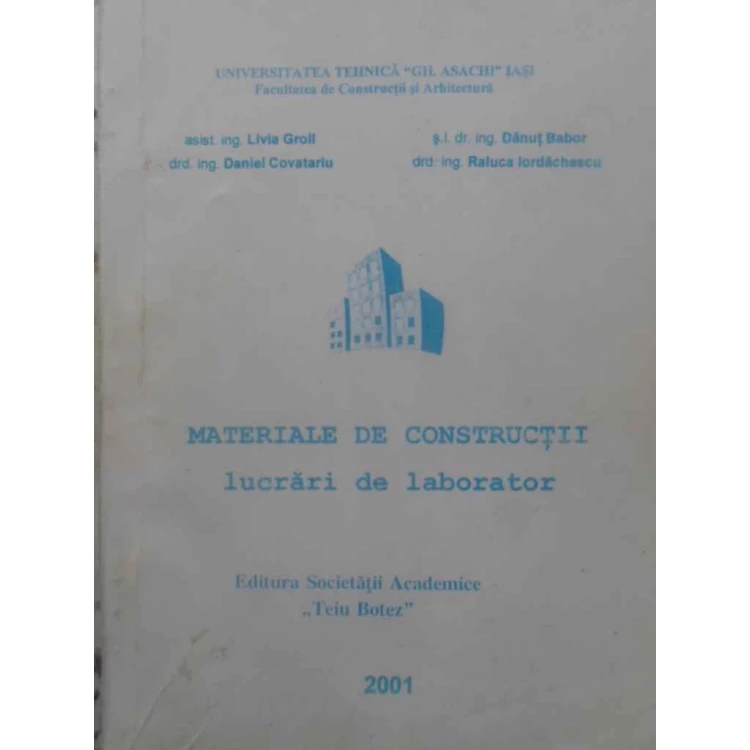 UNIVERSITATEA TEHNICĂ "GH. ASACHI" IAȘI
Facultatea de Construcții și Arhitectură
asist. ing. Livia Groll
ș.l. dr. ing. Dănuț Babor
drd. ing. Daniel Covatariu
drd. ing. Raluca Iordăchescu
MATERIALE DE CONSTRUCȚII
lucrări de laborator
Editura Societății Academice
„Teiu Botez”
2001